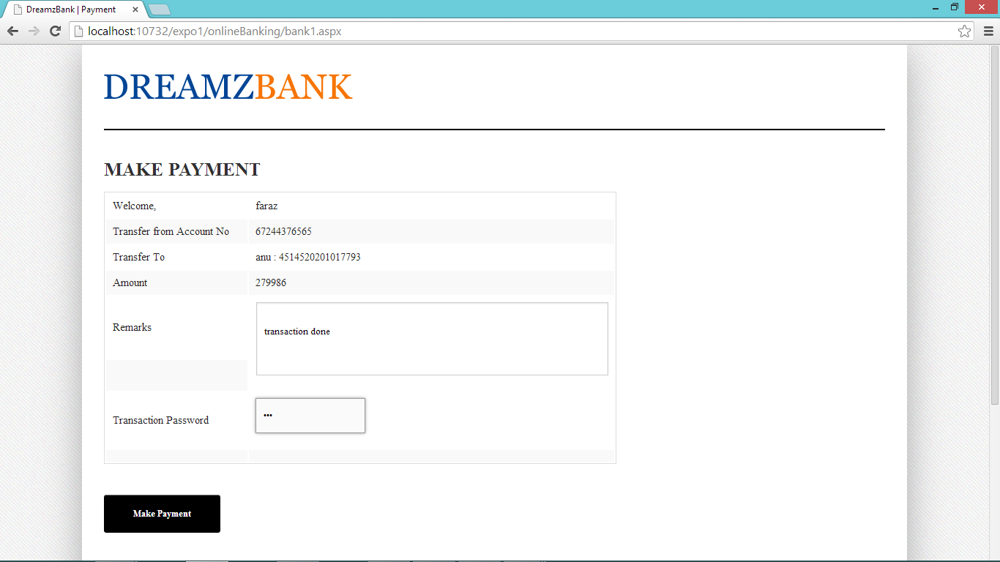 DreamzBank | Payment
localhost:10732/expo1/onlineBanking/bank1.aspx
DREAMZBANK
MAKE PAYMENT
Welcome, faraz
Transfer from Account No 67244376565
Transfer To anu : 4514520201017793
Amount 279986
Remarks transaction done
Transaction Password •••
Make Payment